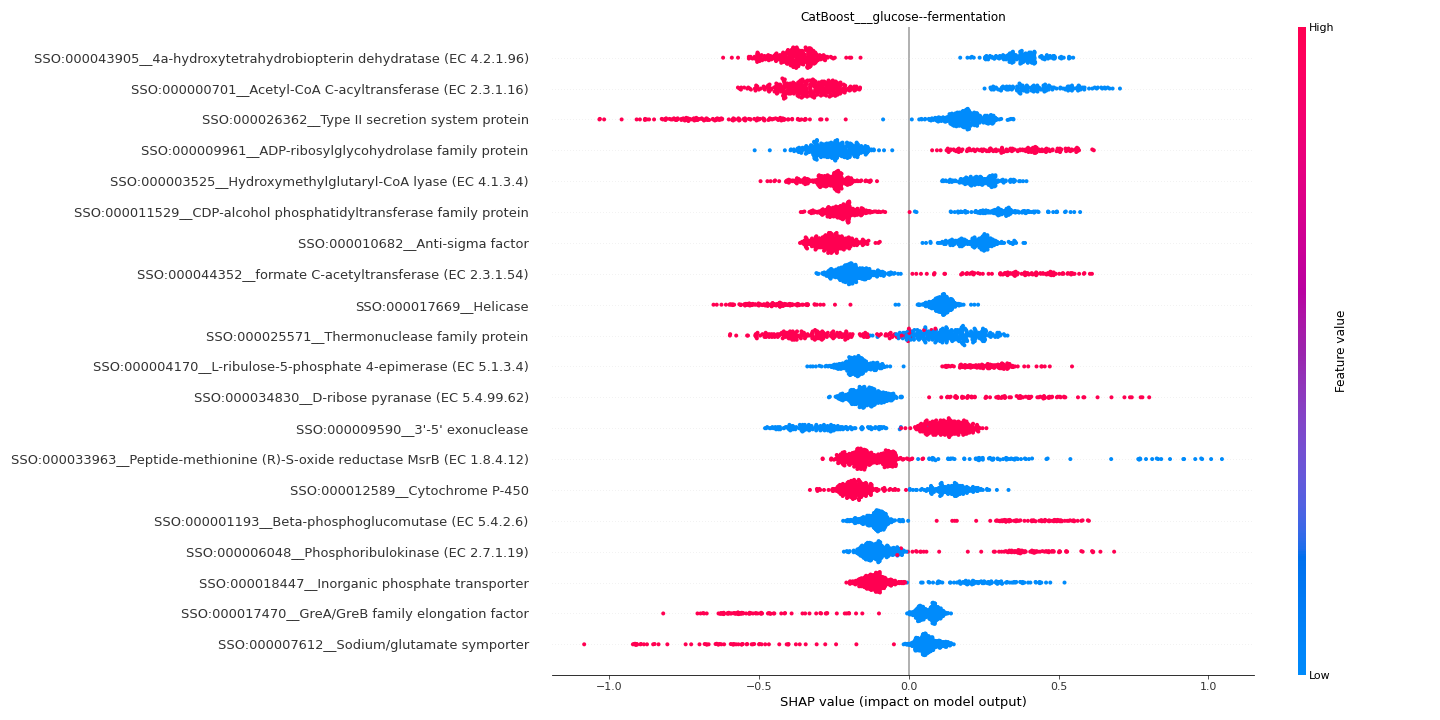 CatBoost___glucose--fermentation
High
SSO:000043905__4a-hydroxytetrahydrobiopterin dehydratase (EC 4.2.1.96)
SSO:000000701__Acetyl-CoA C-acyltransferase (EC 2.3.1.16)
SSO:000026362__Type II secretion system protein
SSO:000009961__ADP-ribosylglycohydrolase family protein
SSO:000003525__Hydroxymethylglutaryl-CoA lyase (EC 4.1.3.4)
SSO:000011529__CDP-alcohol phosphatidyltransferase family protein
SSO:000010682__Anti-sigma factor
SSO:000044352__formate C-acetyltransferase (EC 2.3.1.54)
SSO:000017669__Helicase
SSO:000025571__Thermonuclease family protein
SSO:000004170__L-ribulose-5-phosphate 4-epimerase (EC 5.1.3.4)
SSO:000034830__D-ribose pyranase (EC 5.4.99.62)
SSO:000009590__3'-5' exonuclease
SSO:000033963__Peptide-methionine (R)-S-oxide reductase MsrB (EC 1.8.4.12)
SSO:000012589__Cytochrome P-450
SSO:000001193__Beta-phosphoglucomutase (EC 5.4.2.6)
SSO:000006048__Phosphoribulokinase (EC 2.7.1.19)
SSO:000018447__Inorganic phosphate transporter
SSO:000017470__GreA/GreB family elongation factor
SSO:000007612__Sodium/glutamate symporter
Feature value
Low
−1.0 −0.5 0.0 0.5 1.0
SHAP value (impact on model output)